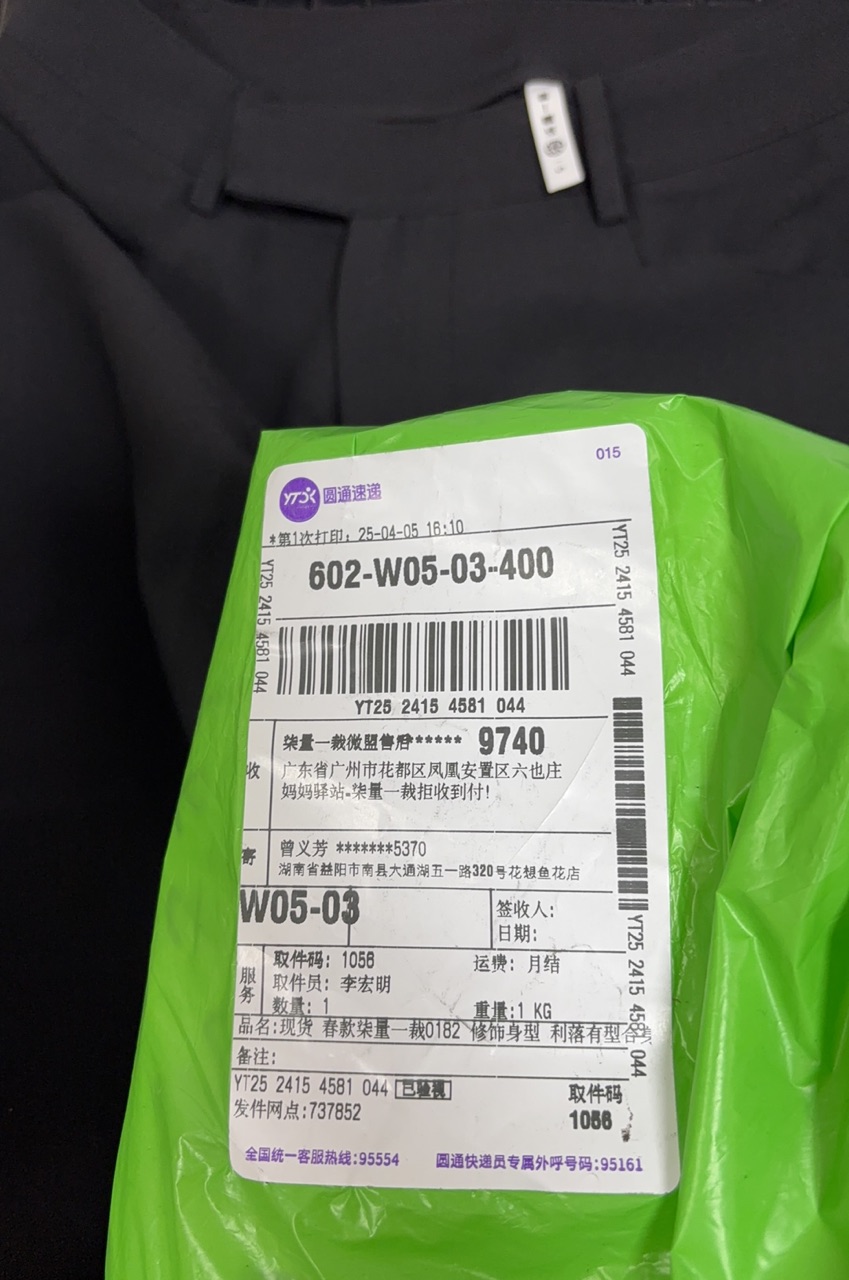 015
YTO 圆通速递
*第1次打印: 25-04-05 16:10
602-W05-03-400
YT25 2415 4581 044
YT25 2415 4581 044
YT25 2415 4581 044
收
柒量一裁微盟售后****** 9740
广东省广州市花都区凤凰安置区六也庄
妈妈驿站-柒量一裁拒收到付!
寄
曾义芳 *******5370
湖南省益阳市南县大通湖五一路320号花想鱼花店
W05-03
签收人:
日期:
服务
取件码: 1056
运费: 月结
取件员: 李宏明
数量: 1
重量:1 KG
品名:现货 春款柒量一裁0182 修饰身型 利落有型
YT25 2415 4581 044
备注:
YT25 2415 4581 044 已验视
取件码
发件网点:737852
1056
全国统一客服热线:95554
圆通快递员专属外呼号码:95161